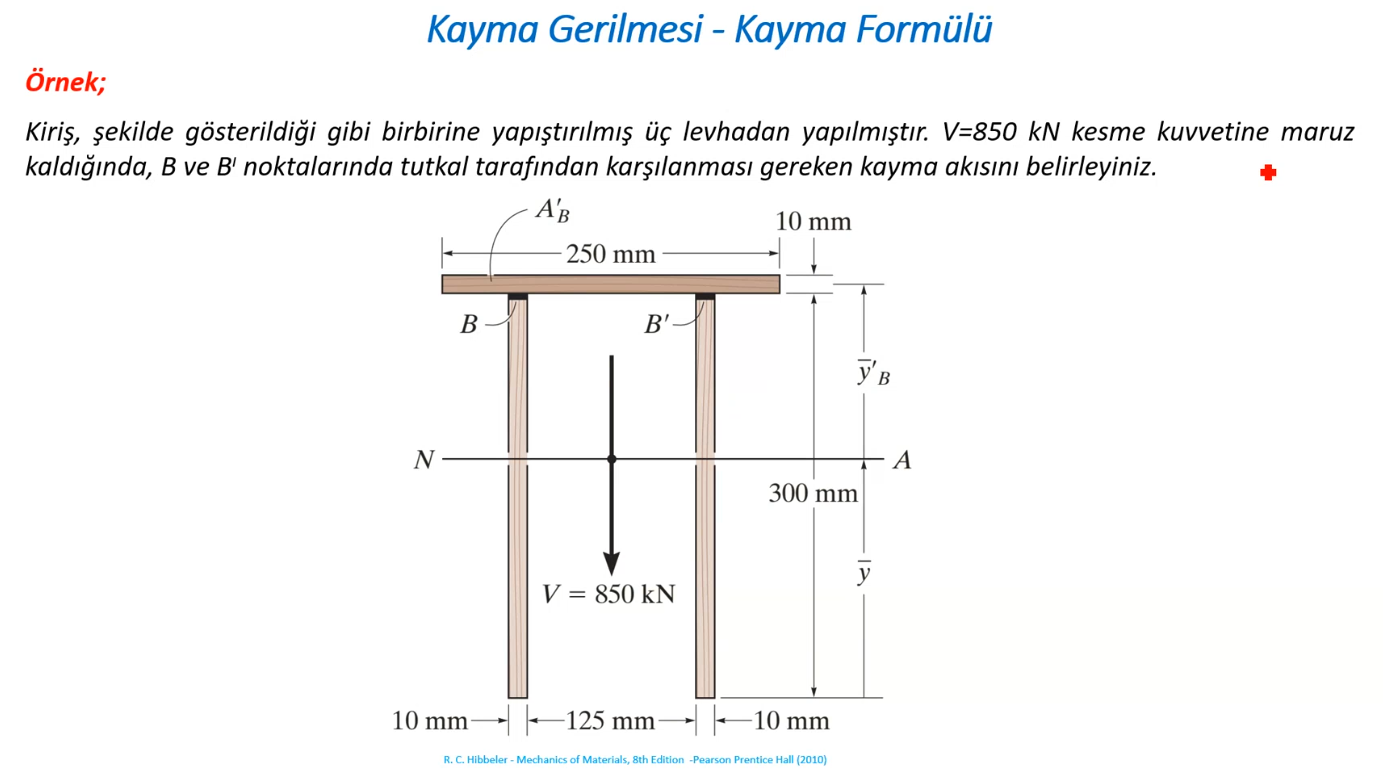 Kayma Gerilmesi - Kayma Formülü
Örnek;
Kiriş, şekilde gösterildiği gibi birbirine yapıştırılmış üç levhadan yapılmıştır. V=850 kN kesme kuvvetine maruz
kaldığında, B ve Bᴵ noktalarında tutkal tarafından karşılanması gereken kayma akısını belirleyiniz.
A'B
10 mm
250 mm
B
B'
y̅'B
N
A
300 mm
y̅
V = 850 kN
10 mm
125 mm
10 mm
R. C. Hibbeler - Mechanics of Materials, 8th Edition -Pearson Prentice Hall (2010)